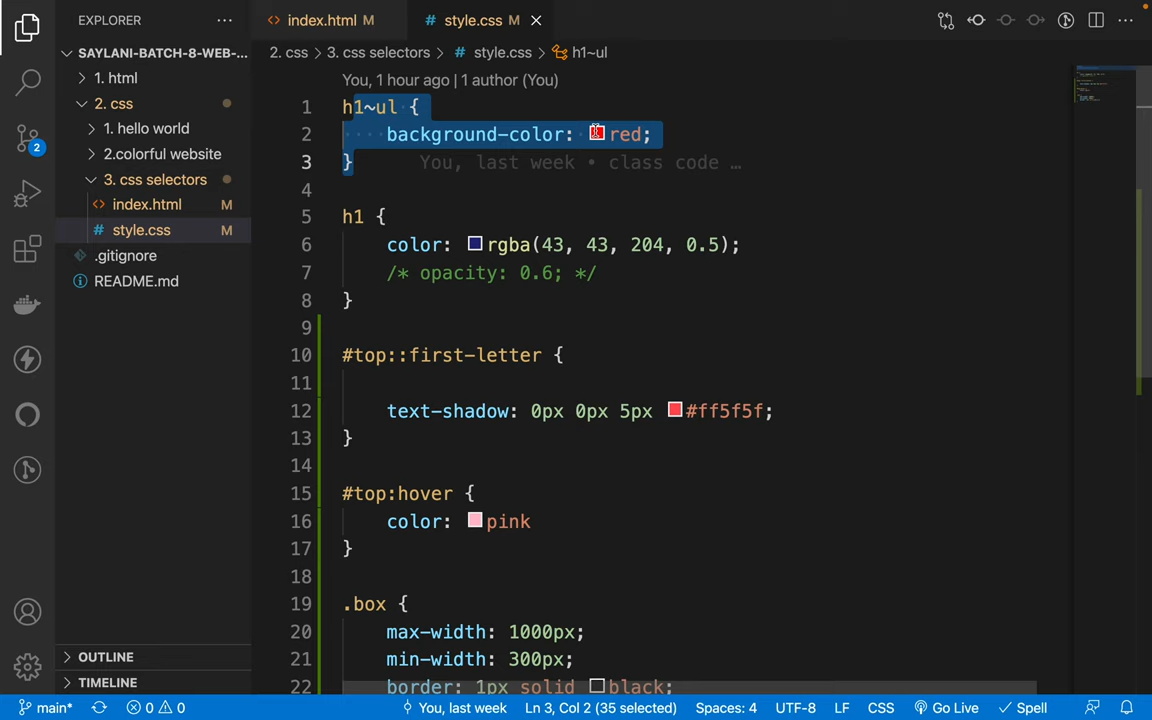 EXPLORER
index.html M
style.css M
SAYLANI-BATCH-8-WEB-...
2. css > 3. css selectors > # style.css > h1~ul
1. html
2. css
1. hello world
2.colorful website
3. css selectors
index.html M
style.css M
.gitignore
README.md
OUTLINE
TIMELINE
2
You, 1 hour ago | 1 author (You)
1 h1~ul {
2 background-color: red;
3 } You, last week • class code …
4
5 h1 {
6 color: rgba(43, 43, 204, 0.5);
7 /* opacity: 0.6; */
8 }
9
10 #top::first-letter {
11
12 text-shadow: 0px 0px 5px #ff5f5f;
13 }
14
15 #top:hover {
16 color: pink
17 }
18
19 .box {
20 max-width: 1000px;
21 min-width: 300px;
22 border: 1px solid black;
main* 0 0 You, last week Ln 3, Col 2 (35 selected) Spaces: 4 UTF-8 LF CSS Go Live Spell